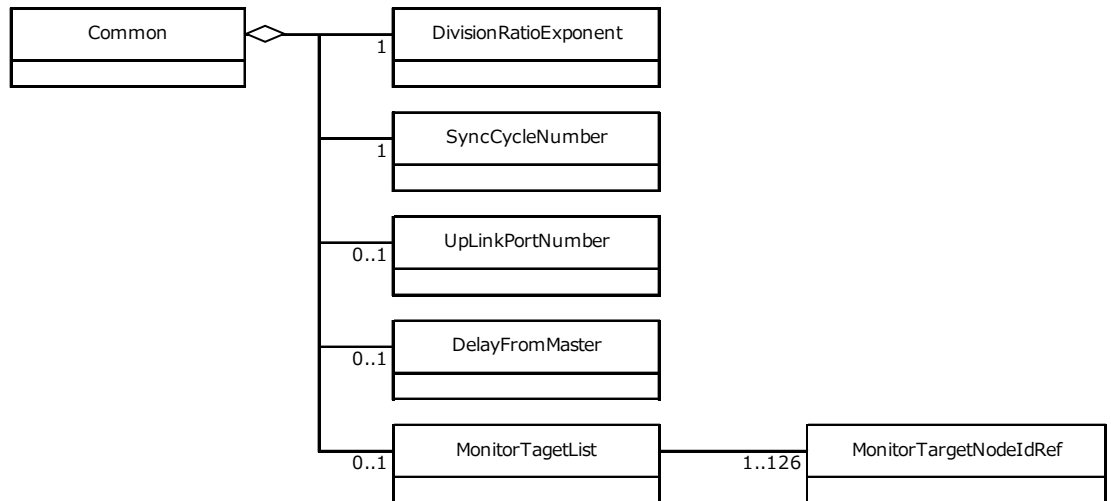 Common
DivisionRatioExponent
1
SyncCycleNumber
1
UpLinkPortNumber
0..1
DelayFromMaster
0..1
MonitorTagetList
0..1
MonitorTargetNodeIdRef
1..126